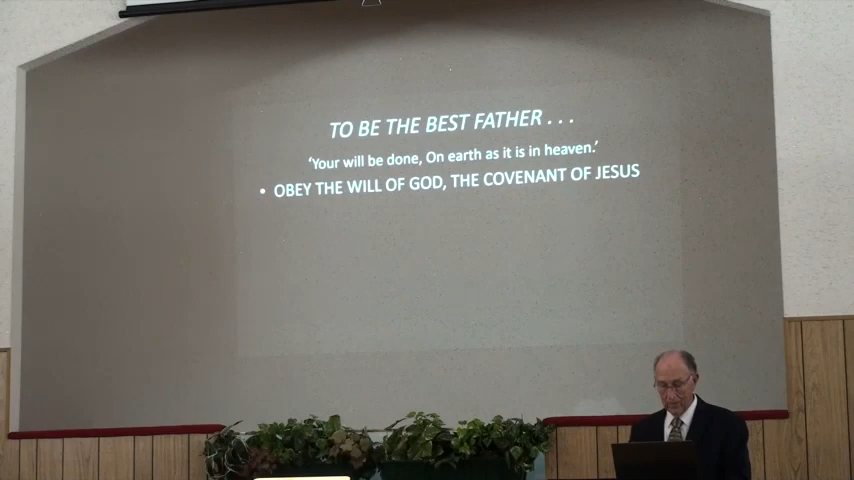 TO BE THE BEST FATHER . . .
‘Your will be done, On earth as it is in heaven.’
• OBEY THE WILL OF GOD, THE COVENANT OF JESUS